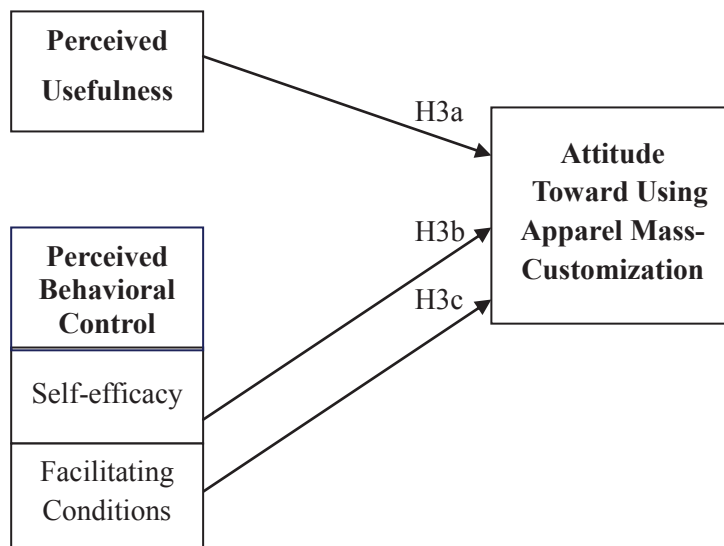 Perceived
Usefulness
H3a
Attitude
Toward Using
Apparel Mass-
Customization
Perceived
Behavioral
Control
H3b
H3c
Self-efficacy
Facilitating
Conditions